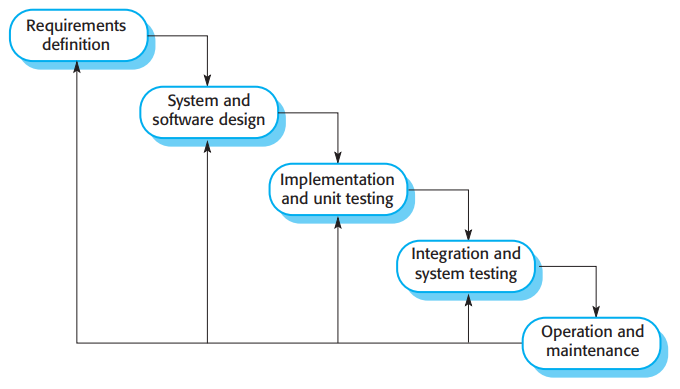 Requirements
definition
System and
software design
Implementation
and unit testing
Integration and
system testing
Operation and
maintenance